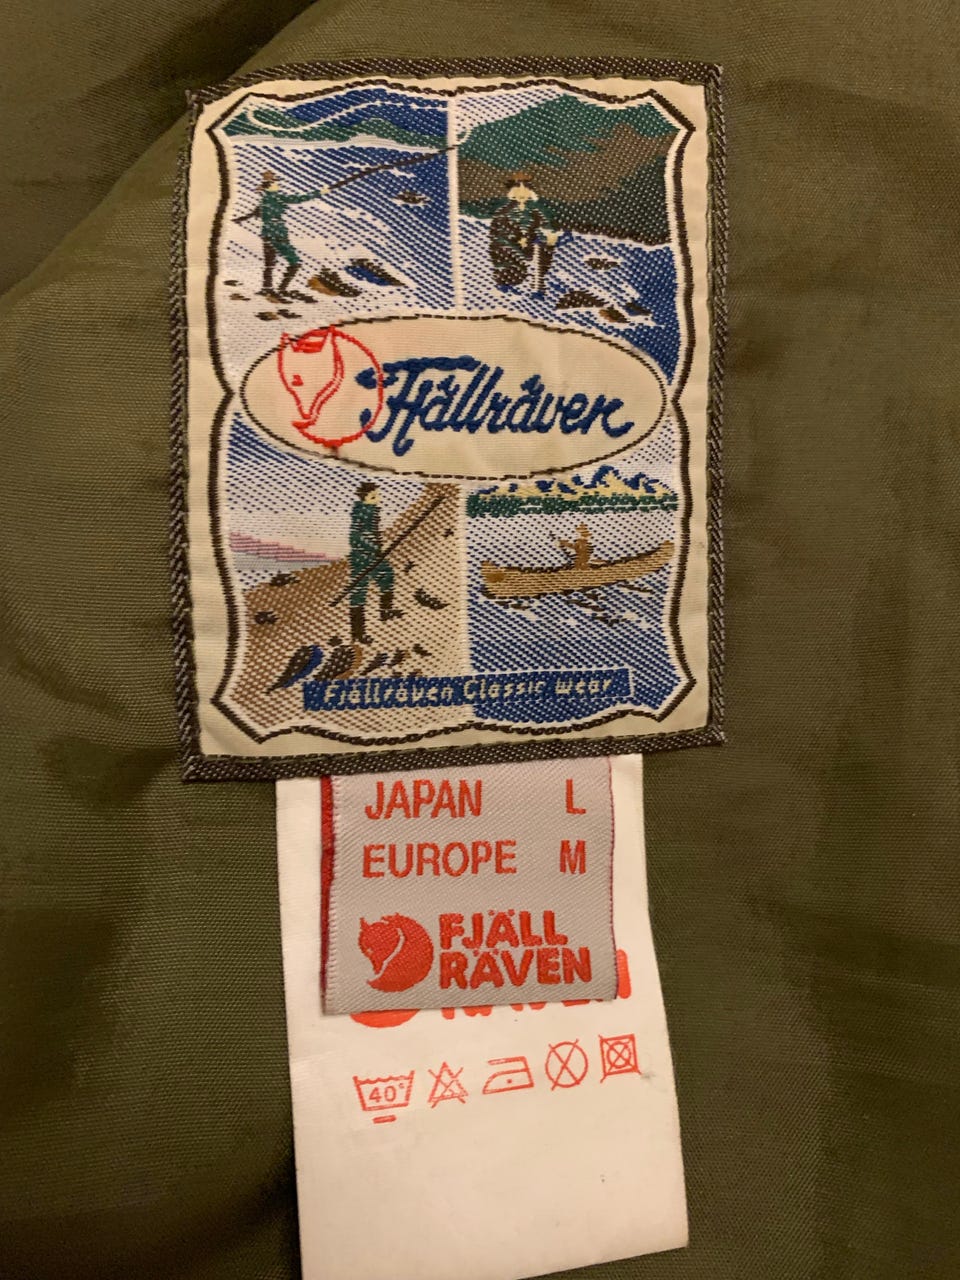 Fjällräven
Fjällräven Classic wear
JAPAN L
EUROPE M
FJÄLL
RÄVEN
40°